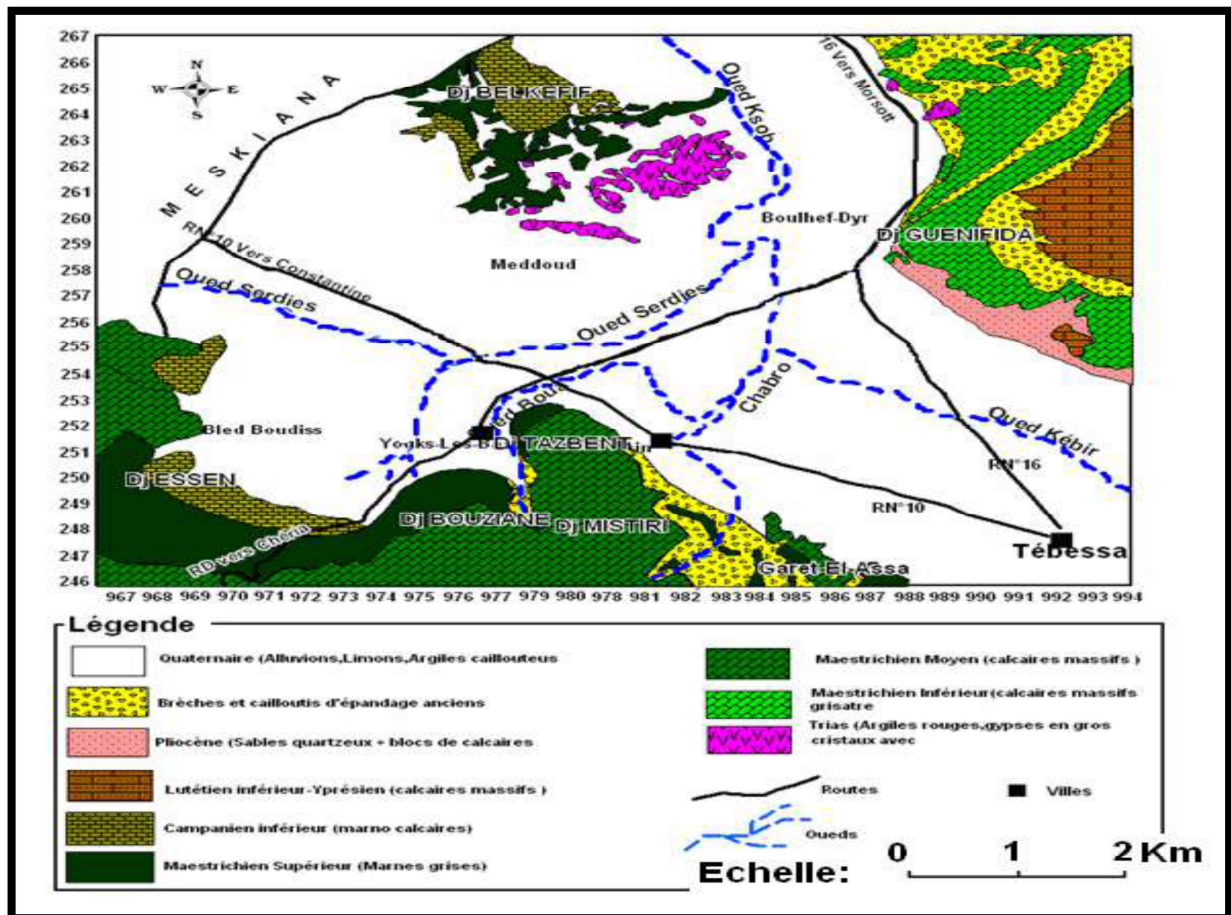 267
266
265
264
263
262
261
260
259
258
257
256
255
254
253
252
251
250
249
248
247
246
N
W E
S
MESKIANA
Dj BELKEFIF
Oued Ksob
16 Vers Morsott
Boulhef-Dyr
Dj GUENIFIDA
RN°10 Vers Constantine
Meddoud
Oued Serdies
Oued Serdies
Chabro
Oued Kébir
Bled Boudiss
Youks-Les-B
Dj TAZBENT
RN°16
RN°10
Dj ESSEN
Dj BOUZIANE
Dj MISTIRI
RD vers Chéria
Garet-El-Assa
Tébessa
967 968 969 970 971 972 973 974 975 976 977 979 980 978 981 982 983 984 985 986 987 988 989 990 991 992 993 994
Légende
Quaternaire (Alluvions,Limons,Argiles caillouteus
Brèches et cailloutis d'épandage anciens
Pliocène (Sables quartzeux + blocs de calcaires
Lutétien inférieur-Yprésien (calcaires massifs )
Campanien inférieur (marno calcaires)
Maestrichien Supérieur (Marnes grises)
Maestrichien Moyen (calcaires massifs )
Maestrichien Inférieur(calcaires massifs
grisatre
Trias (Argiles rouges,gypses en gros
cristaux avec
Routes
Villes
Oueds
Echelle: 0 1 2 Km